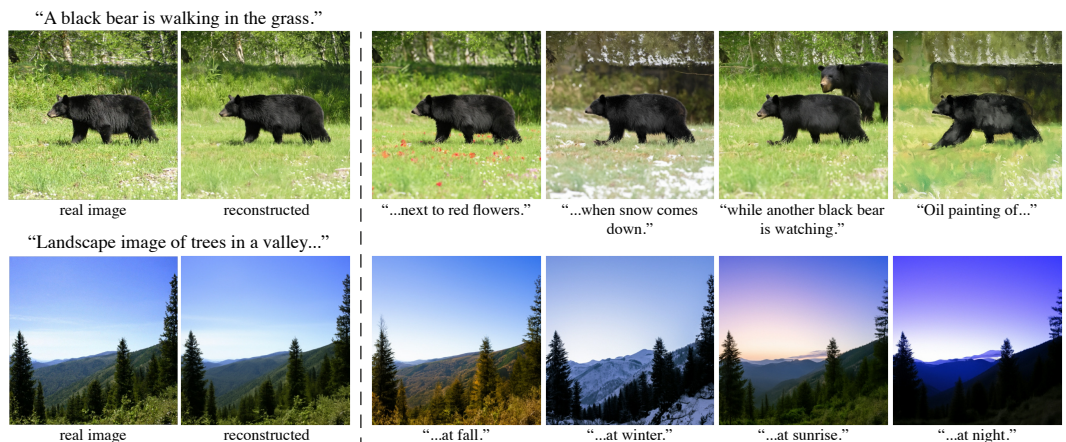 “A black bear is walking in the grass.”
real image
reconstructed
“...next to red flowers.”
“...when snow comes
down.”
“while another black bear
is watching.”
“Oil painting of...”
“Landscape image of trees in a valley...”
real image
reconstructed
“...at fall.”
“...at winter.”
“...at sunrise.”
“...at night.”